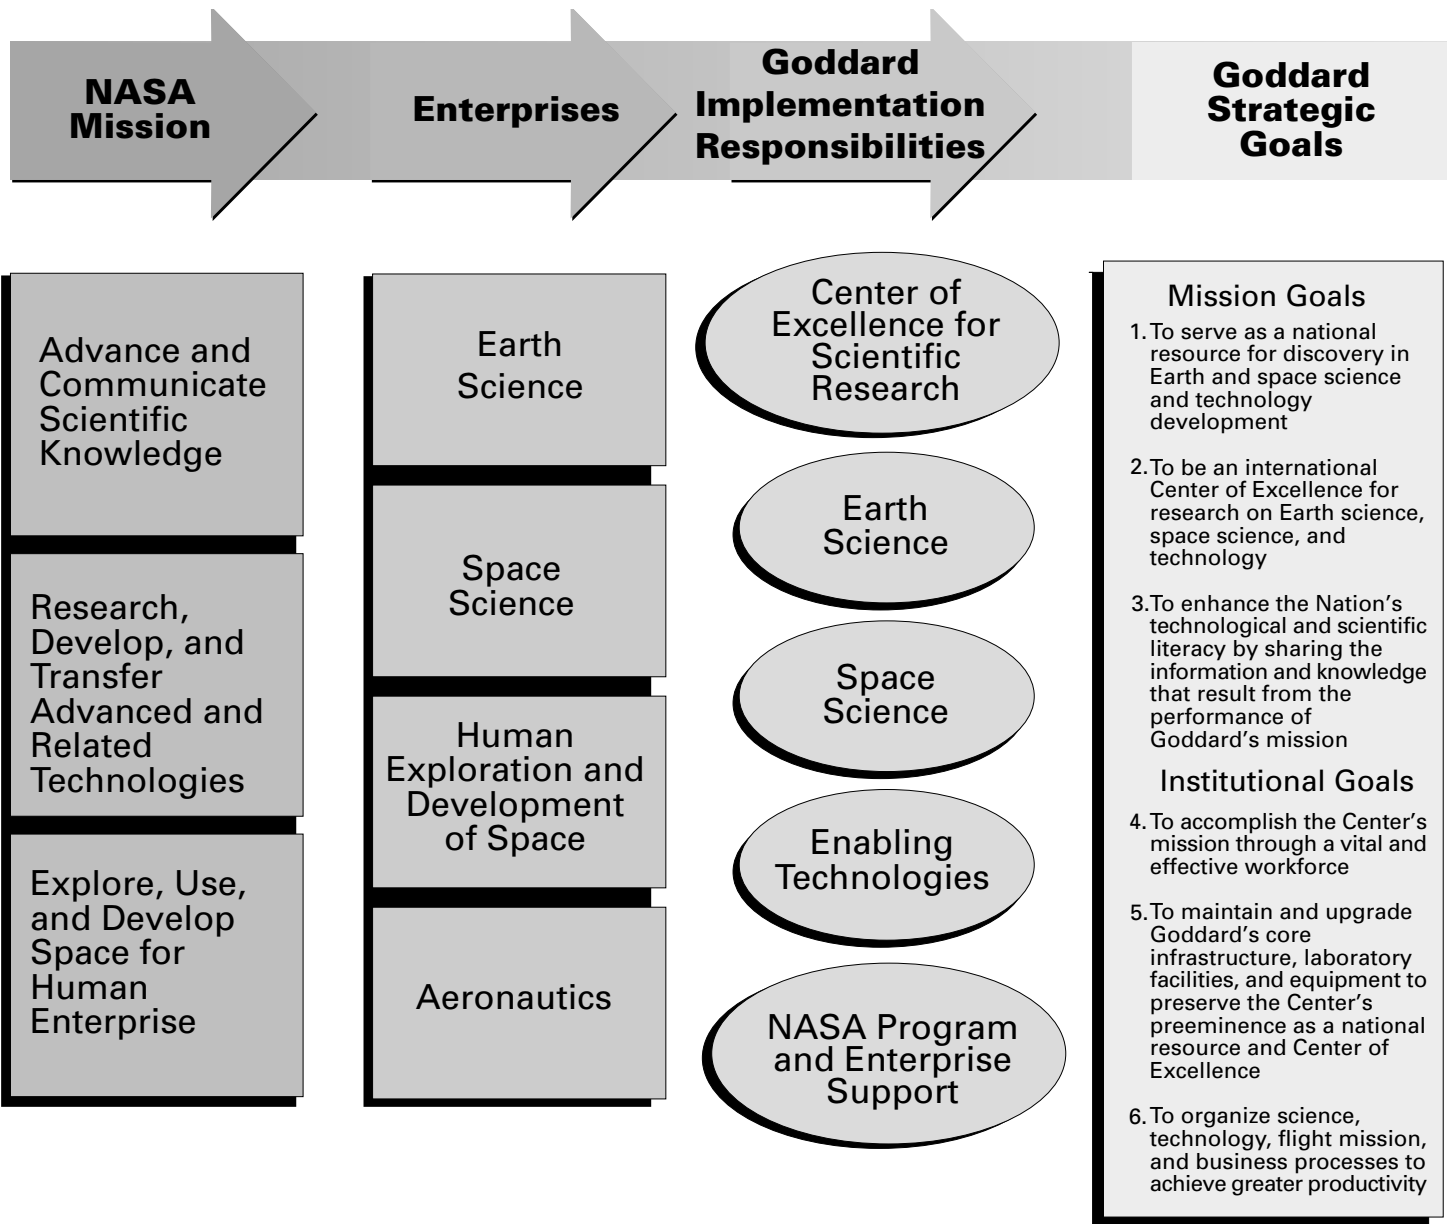 NASA
Mission
Enterprises
Goddard
Implementation
Responsibilities
Goddard
Strategic
Goals
Advance and
Communicate
Scientific
Knowledge
Research,
Develop, and
Transfer
Advanced and
Related
Technologies
Explore, Use,
and Develop
Space for
Human
Enterprise
Earth
Science
Space
Science
Human
Exploration and
Development
of Space
Aeronautics
Center of
Excellence for
Scientific
Research
Earth
Science
Space
Science
Enabling
Technologies
NASA Program
and Enterprise
Support
Mission Goals
1. To serve as a national
resource for discovery in
Earth and space science
and technology
development
2. To be an international
Center of Excellence for
research on Earth science,
space science, and
technology
3. To enhance the Nation’s
technological and scientific
literacy by sharing the
information and knowledge
that result from the
performance of
Goddard’s mission
Institutional Goals
4. To accomplish the Center’s
mission through a vital and
effective workforce
5. To maintain and upgrade
Goddard’s core
infrastructure, laboratory
facilities, and equipment to
preserve the Center’s
preeminence as a national
resource and Center of
Excellence
6. To organize science,
technology, flight mission,
and business processes to
achieve greater productivity